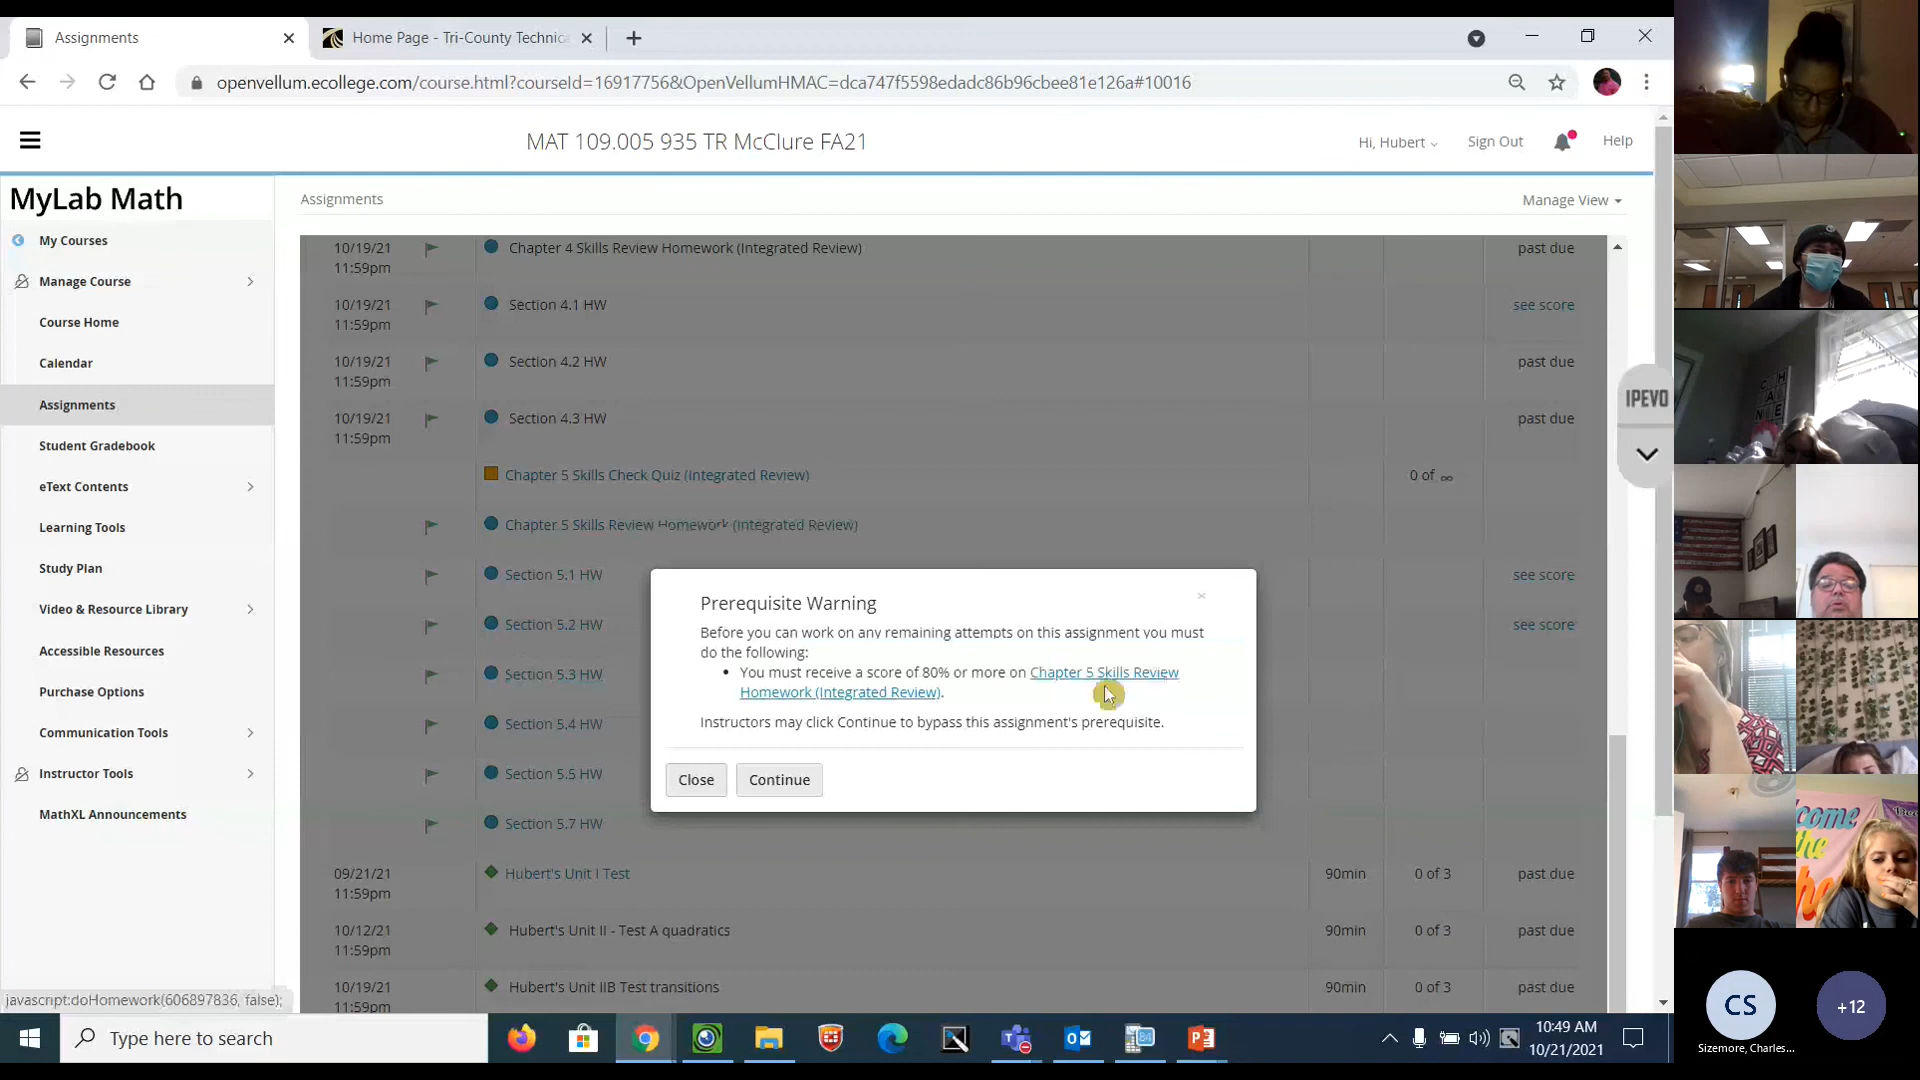 Assignments
Home Page - Tri-County Technic
openvellum.ecollege.com/course.html?courseId=16917756&OpenVellumHMAC=dca747f5598edadc86b96cbee81e126a#10016
MAT 109.005 935 TR McClure FA21
Hi, Hubert
Sign Out
Help
MyLab Math
My Courses
Manage Course
Course Home
Calendar
Assignments
Student Gradebook
eText Contents
Learning Tools
Study Plan
Video & Resource Library
Accessible Resources
Purchase Options
Communication Tools
Instructor Tools
MathXL Announcements
Assignments
Manage View
10/19/21 Chapter 4 Skills Review Homework (Integrated Review) past due
11:59pm
10/19/21 Section 4.1 HW see score
11:59pm
10/19/21 Section 4.2 HW past due
11:59pm
10/19/21 Section 4.3 HW past due
11:59pm
Chapter 5 Skills Check Quiz (Integrated Review) 0 of ∞
Chapter 5 Skills Review Homework (Integrated Review)
Section 5.1 HW see score
Section 5.2 HW see score
Section 5.3 HW
Section 5.4 HW
Section 5.5 HW
Section 5.7 HW
09/21/21 Hubert's Unit I Test 90min 0 of 3 past due
11:59pm
10/12/21 Hubert's Unit II - Test A quadratics 90min 0 of 3 past due
11:59pm
10/19/21 Hubert's Unit IIB Test transitions 90min 0 of 3 past due
11:59pm
Prerequisite Warning
×
Before you can work on any remaining attempts on this assignment you must
do the following:
• You must receive a score of 80% or more on Chapter 5 Skills Review
Homework (Integrated Review).
Instructors may click Continue to bypass this assignment's prerequisite.
Close
Continue
IPEVO
javascript:doHomework(606897836, false);
Type here to search
10:49 AM
10/21/2021
CS
+12
Sizemore, Charles...